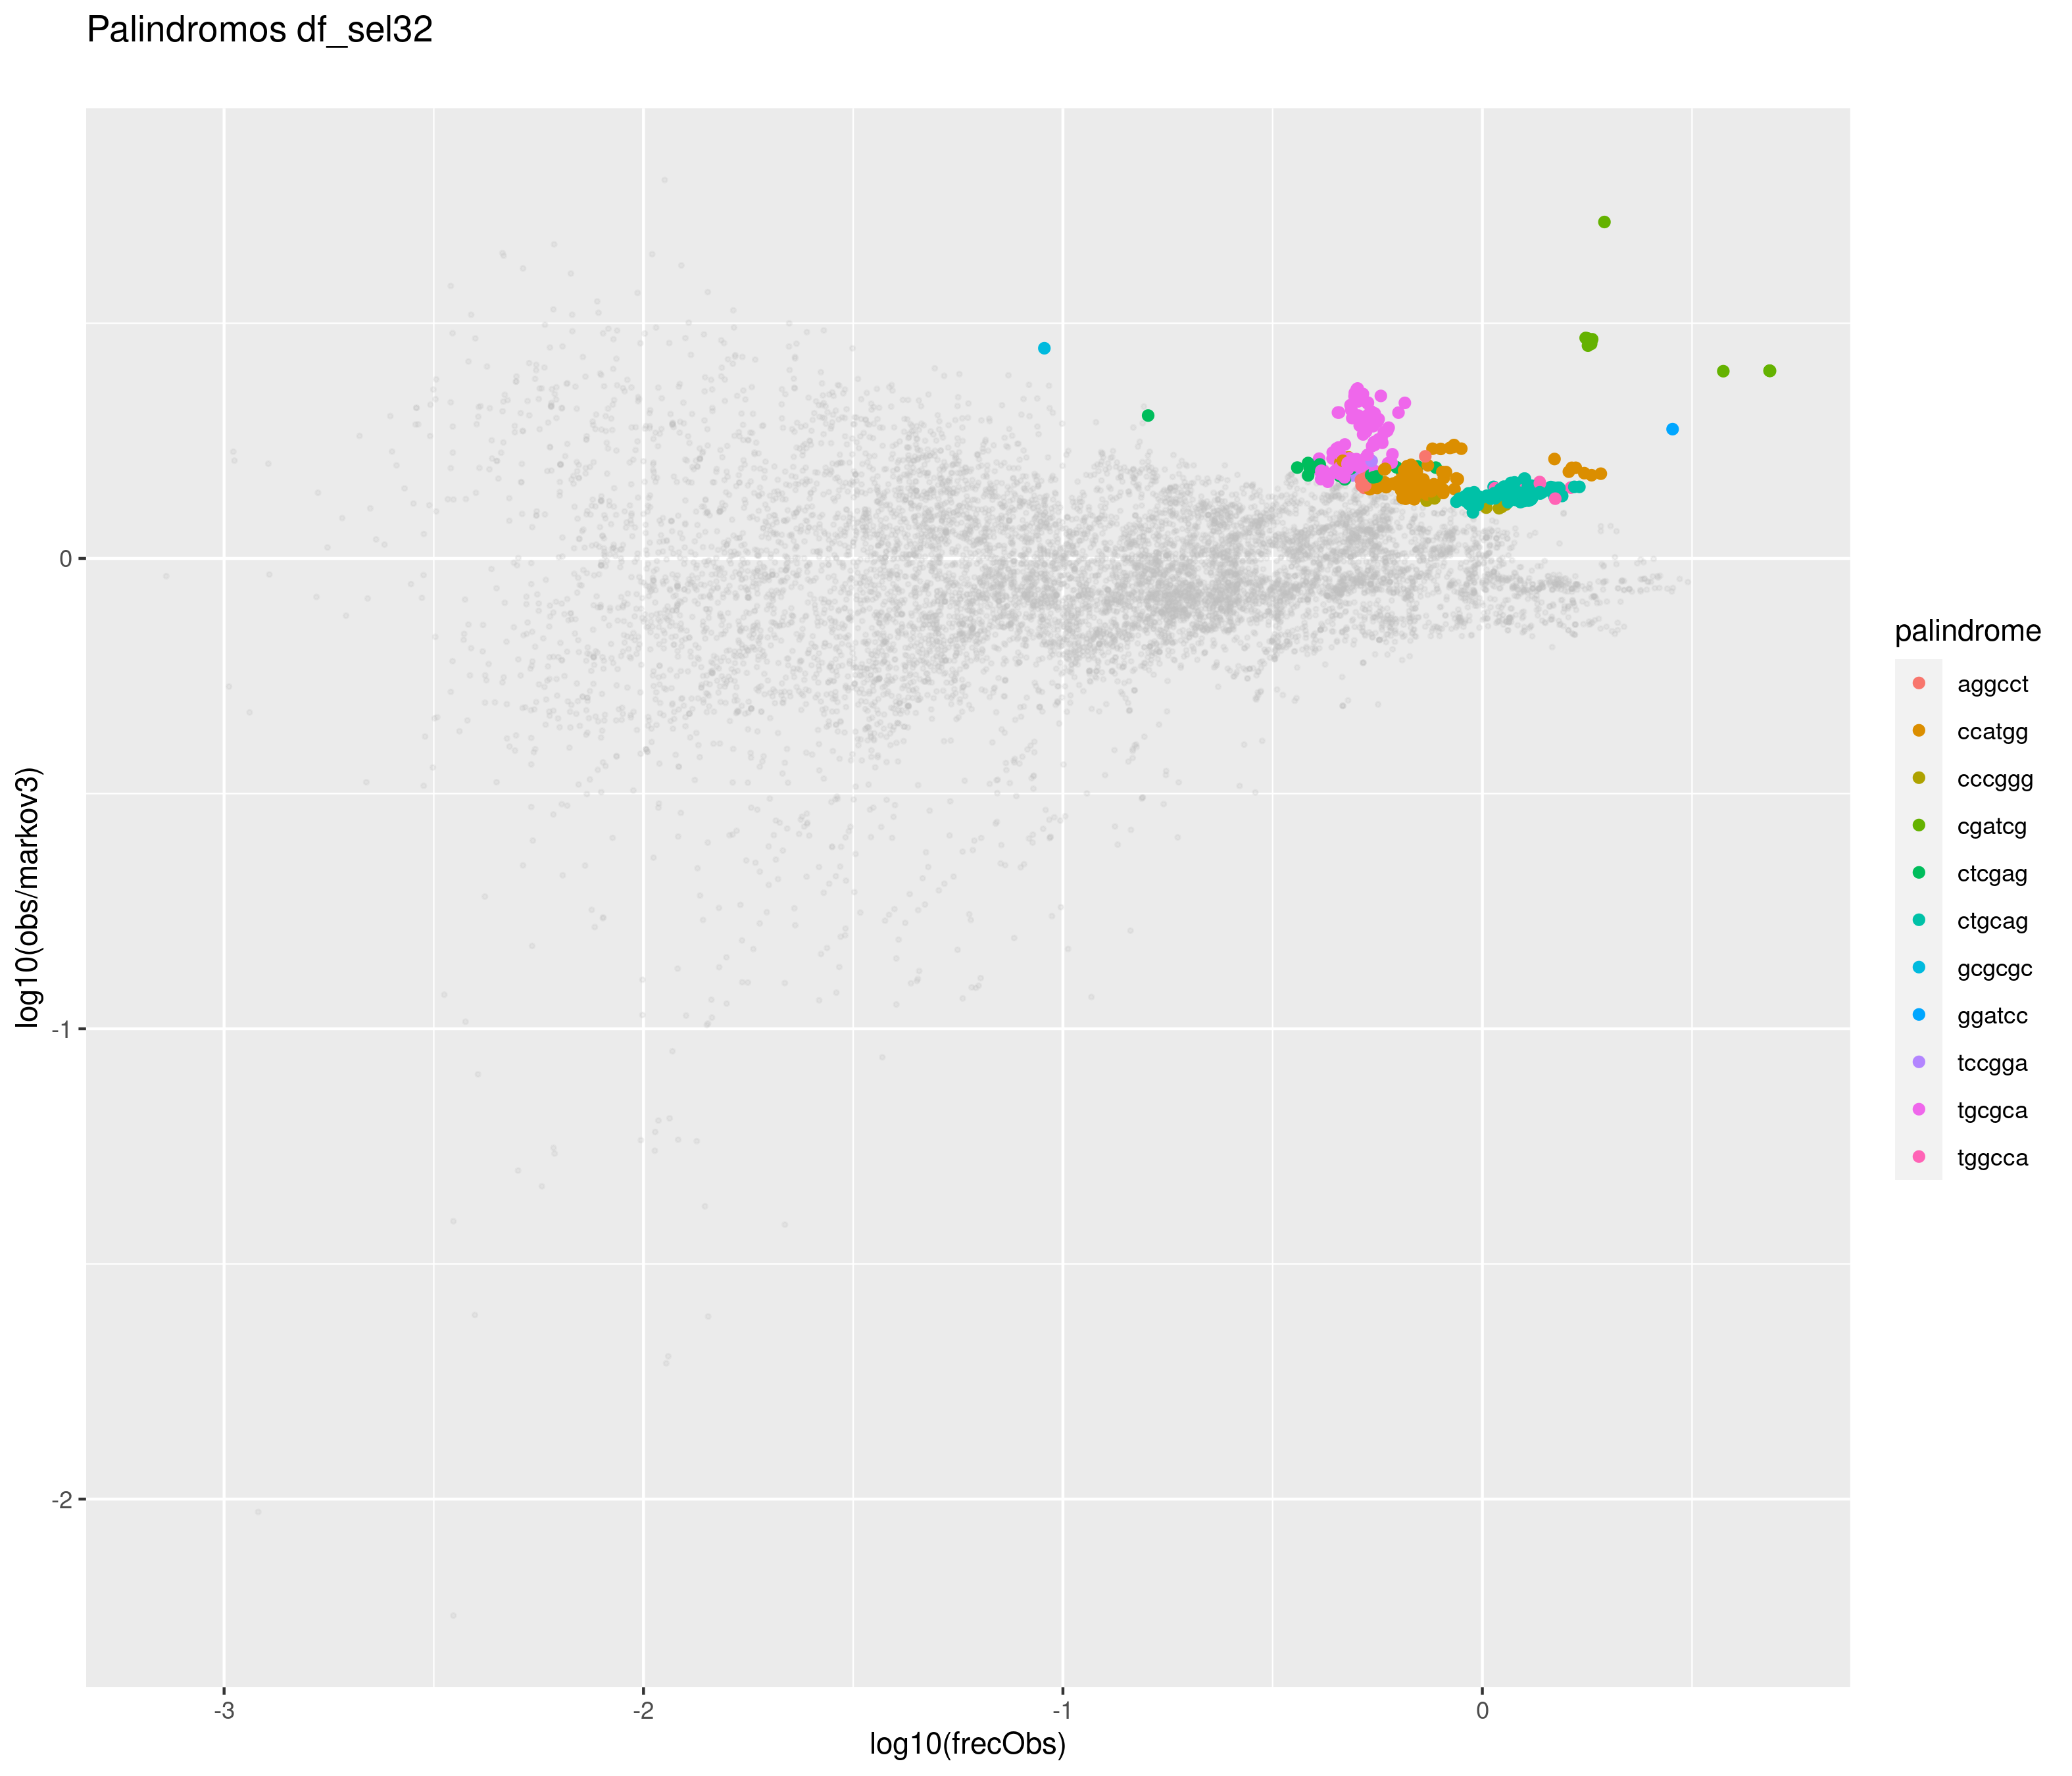 Palindromos df_sel32
log10(obs/markov3)
0
-1
-2
-3
-2
-1
0
log10(frecObs)
palindrome
aggcct
ccatgg
cccggg
cgatcg
ctcgag
ctgcag
gcgcgc
ggatcc
tccgga
tgcgca
tggcca